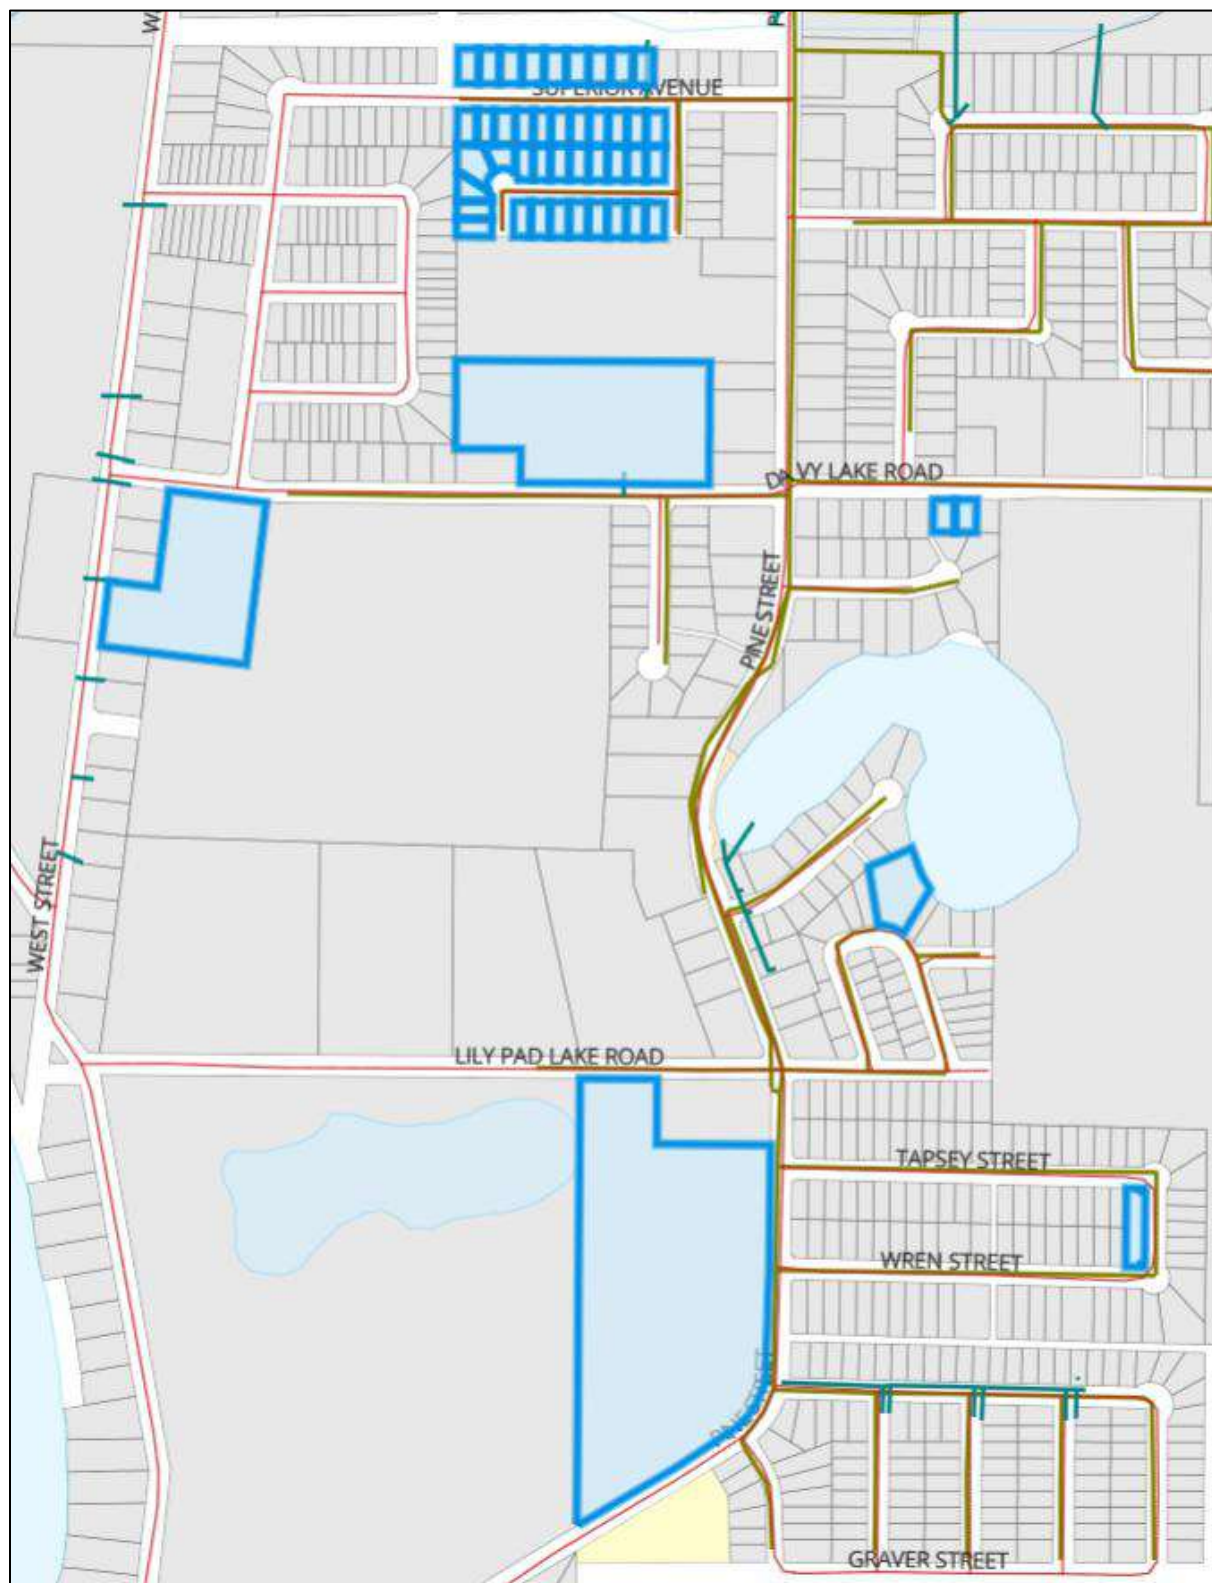 SUPERIOR AVENUE
DAVY LAKE ROAD
PINE STREET
WEST STREET
LILY PAD LAKE ROAD
TAPSEY STREET
WREN STREET
PINE STREET
GRAVER STREET